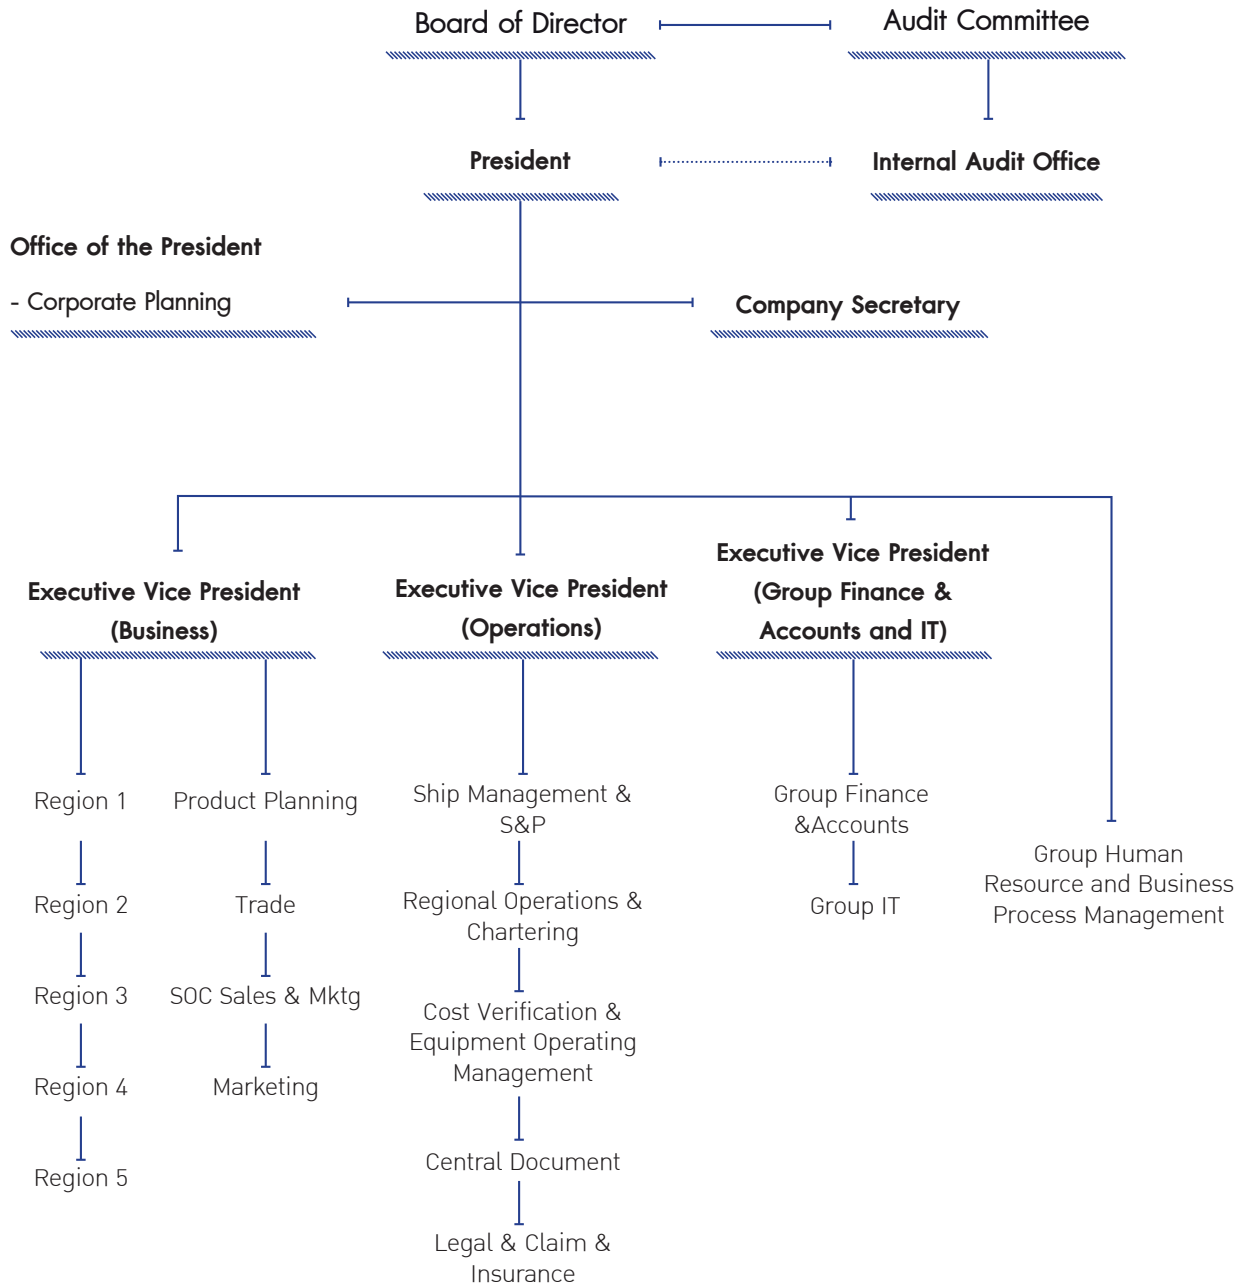 Board of Director
Audit Committee
President
Internal Audit Office
Office of the President
- Corporate Planning
Company Secretary
Executive Vice President
(Business)
Executive Vice President
(Operations)
Executive Vice President
(Group Finance &
Accounts and IT)
Region 1
Region 2
Region 3
Region 4
Region 5
Product Planning
Trade
SOC Sales & Mktg
Marketing
Ship Management &
S&P
Regional Operations &
Chartering
Cost Verification &
Equipment Operating
Management
Central Document
Legal & Claim &
Insurance
Group Finance
&Accounts
Group IT
Group Human
Resource and Business
Process Management